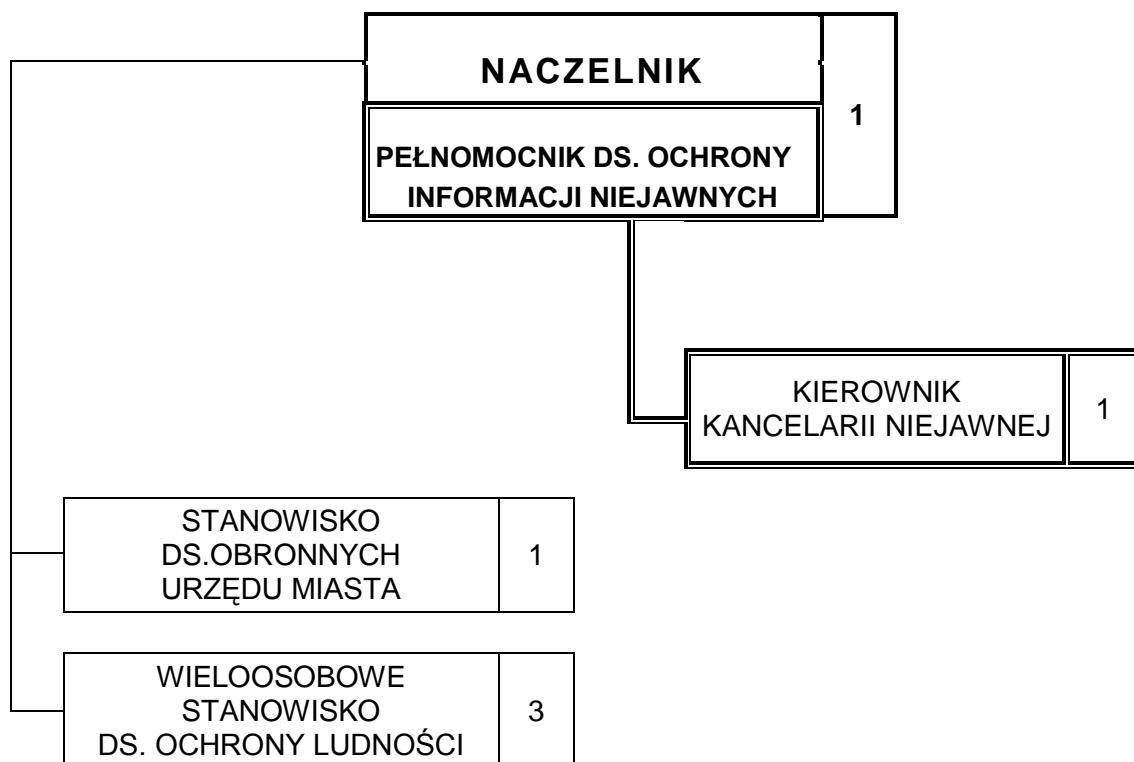 NACZELNIK
1
PEŁNOMOCNIK DS. OCHRONY
INFORMACJI NIEJAWNYCH
KIEROWNIK
KANCELARII NIEJAWNEJ
1
STANOWISKO
DS.OBRONNYCH
URZĘDU MIASTA
1
WIELOOSOBOWE
STANOWISKO
DS. OCHRONY LUDNOŚCI
3